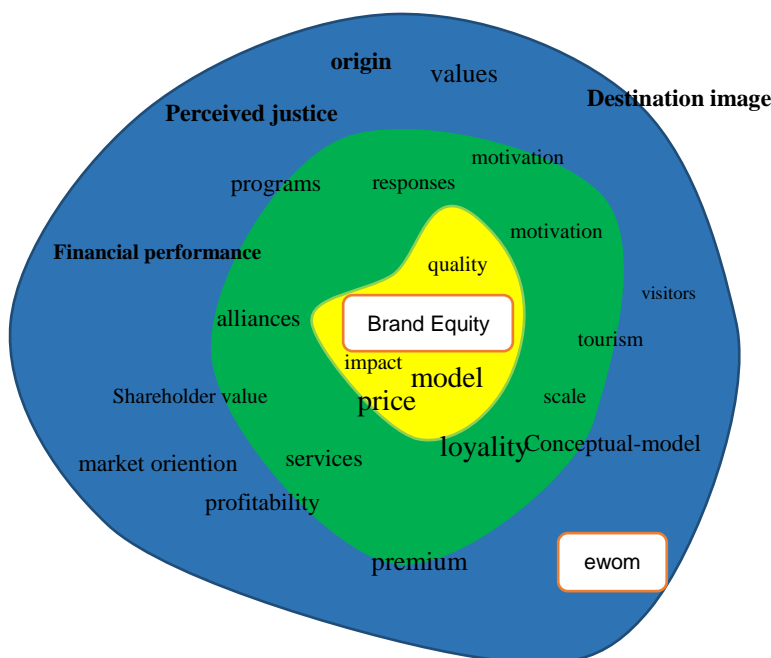 origin
values
Destination image
Perceived justice
motivation
programs
responses
motivation
Financial performance
quality
visitors
alliances
Brand Equity
tourism
impact
model
Shareholder value
price
scale
loyality
Conceptual-model
market oriention
services
profitability
premium
ewom